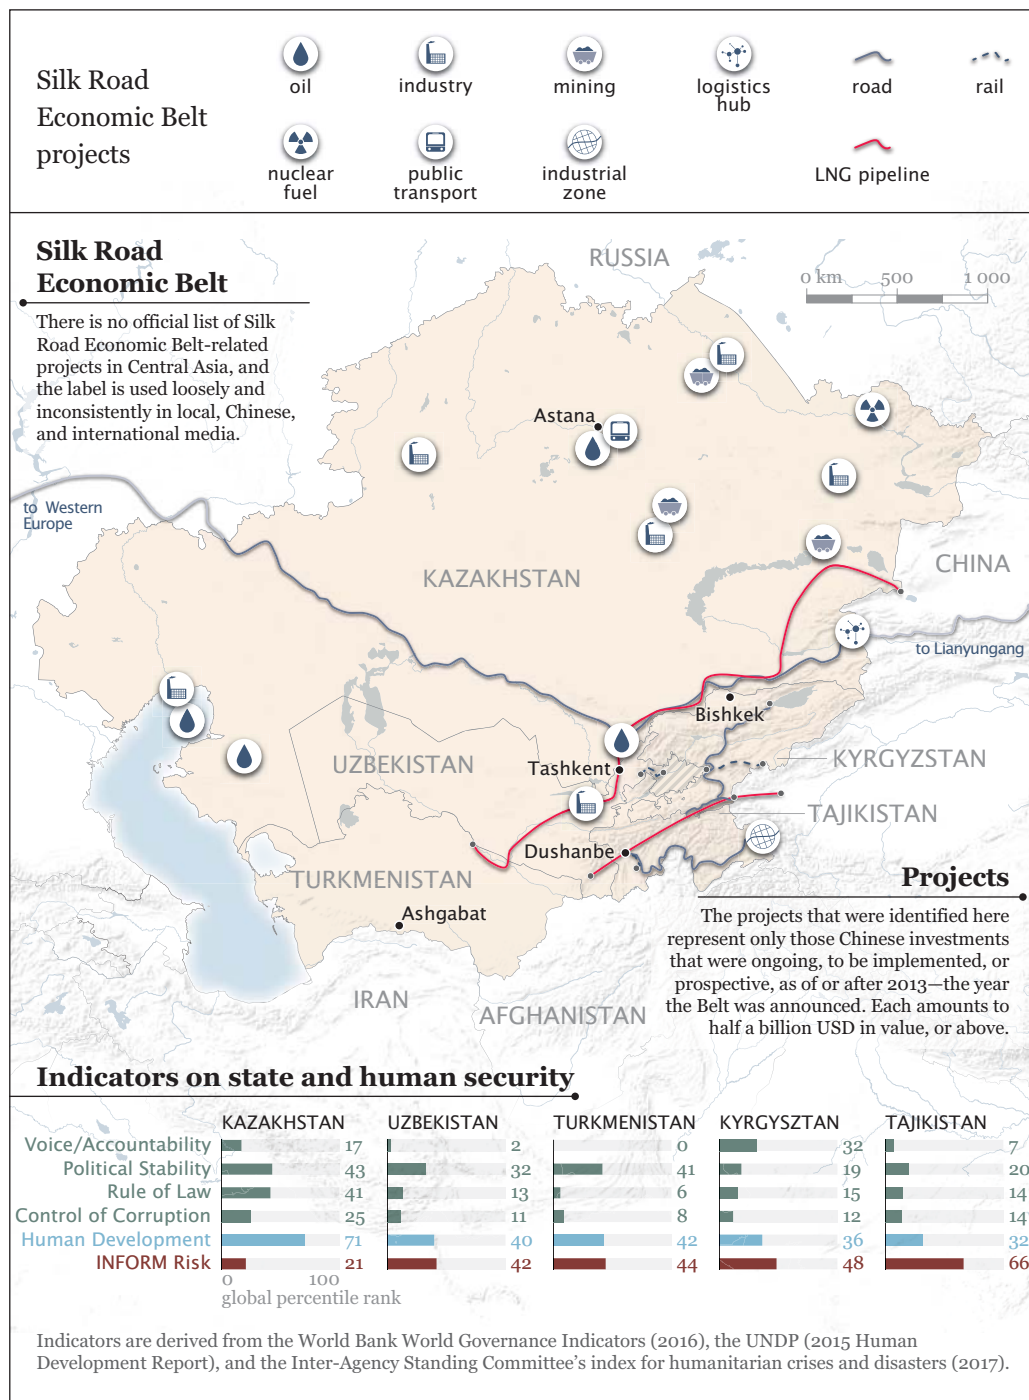 Silk Road
Economic Belt
projects
oil
industry
mining
logistics
hub
road
rail
nuclear
fuel
public
transport
industrial
zone
LNG pipeline
Silk Road
Economic Belt
There is no official list of Silk
Road Economic Belt-related
projects in Central Asia, and
the label is used loosely and
inconsistently in local, Chinese,
and international media.
RUSSIA
0 km 500 1 000
Astana
to Western
Europe
KAZAKHSTAN
CHINA
to Lianyungang
Bishkek
UZBEKISTAN
Tashkent
KYRGYZSTAN
TAJIKISTAN
Dushanbe
TURKMENISTAN
Ashgabat
IRAN
AFGHANISTAN
Projects
The projects that were identified here
represent only those Chinese investments
that were ongoing, to be implemented, or
prospective, as of or after 2013—the year
the Belt was announced. Each amounts to
half a billion USD in value, or above.
Indicators on state and human security
KAZAKHSTAN UZBEKISTAN TURKMENISTAN KYRGYSZTAN TAJIKISTAN
Voice/Accountability 17 2 0 32 7
Political Stability 43 32 41 19 20
Rule of Law 41 13 6 15 14
Control of Corruption 25 11 8 12 14
Human Development 71 40 42 36 32
INFORM Risk 21 42 44 48 66
0 100
global percentile rank
Indicators are derived from the World Bank World Governance Indicators (2016), the UNDP (2015 Human
Development Report), and the Inter-Agency Standing Committee's index for humanitarian crises and disasters (2017).